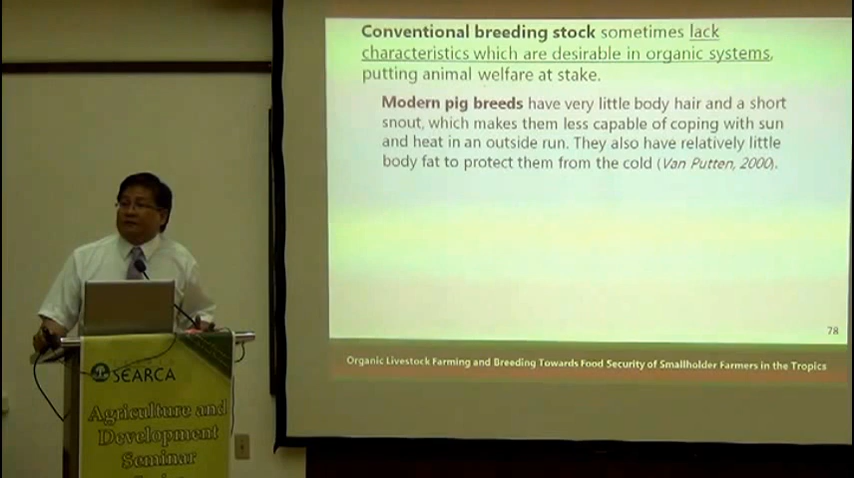 Conventional breeding stock sometimes lack
characteristics which are desirable in organic systems,
putting animal welfare at stake.
Modern pig breeds have very little body hair and a short
snout, which makes them less capable of coping with sun
and heat in an outside run. They also have relatively little
body fat to protect them from the cold (Van Putten, 2000).
78
Organic Livestock Farming and Breeding Towards Food Security of Smallholder Farmers in the Tropics
SEARCA
Agriculture and
Development
Seminar